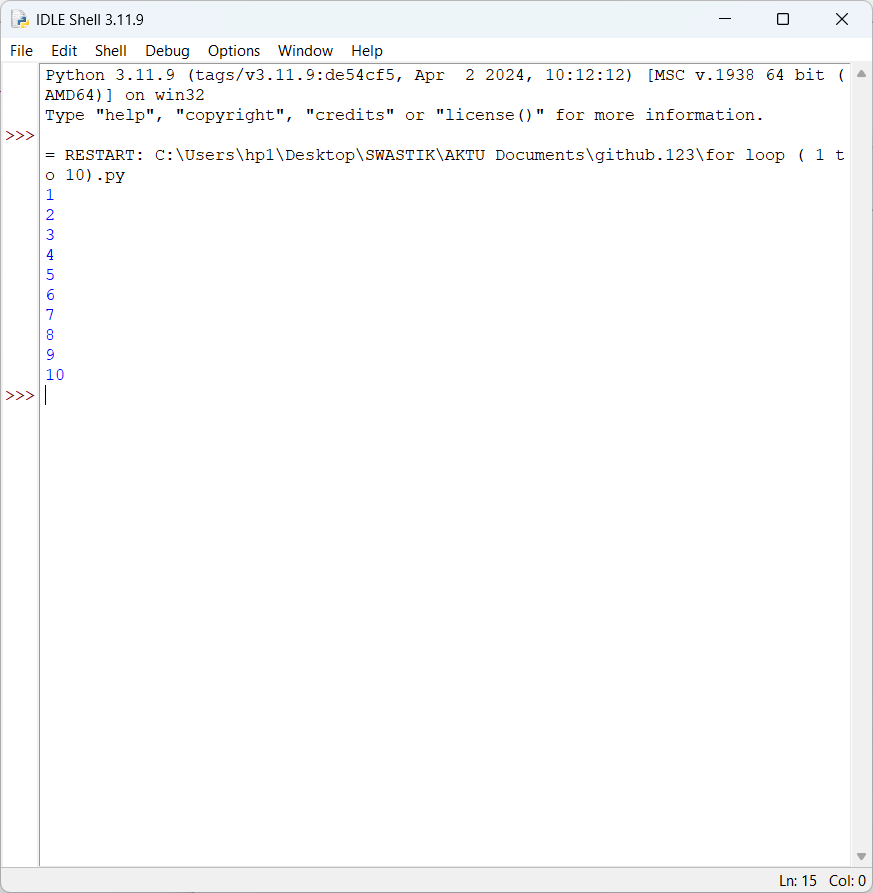 IDLE Shell 3.11.9
File Edit Shell Debug Options Window Help
Python 3.11.9 (tags/v3.11.9:de54cf5, Apr  2 2024, 10:12:12) [MSC v.1938 64 bit (
AMD64)] on win32
Type "help", "copyright", "credits" or "license()" for more information.
>>>
= RESTART: C:\Users\hp1\Desktop\SWASTIK\AKTU Documents\github.123\for loop ( 1 t
o 10).py
1
2
3
4
5
6
7
8
9
10
>>>
Ln: 15 Col: 0